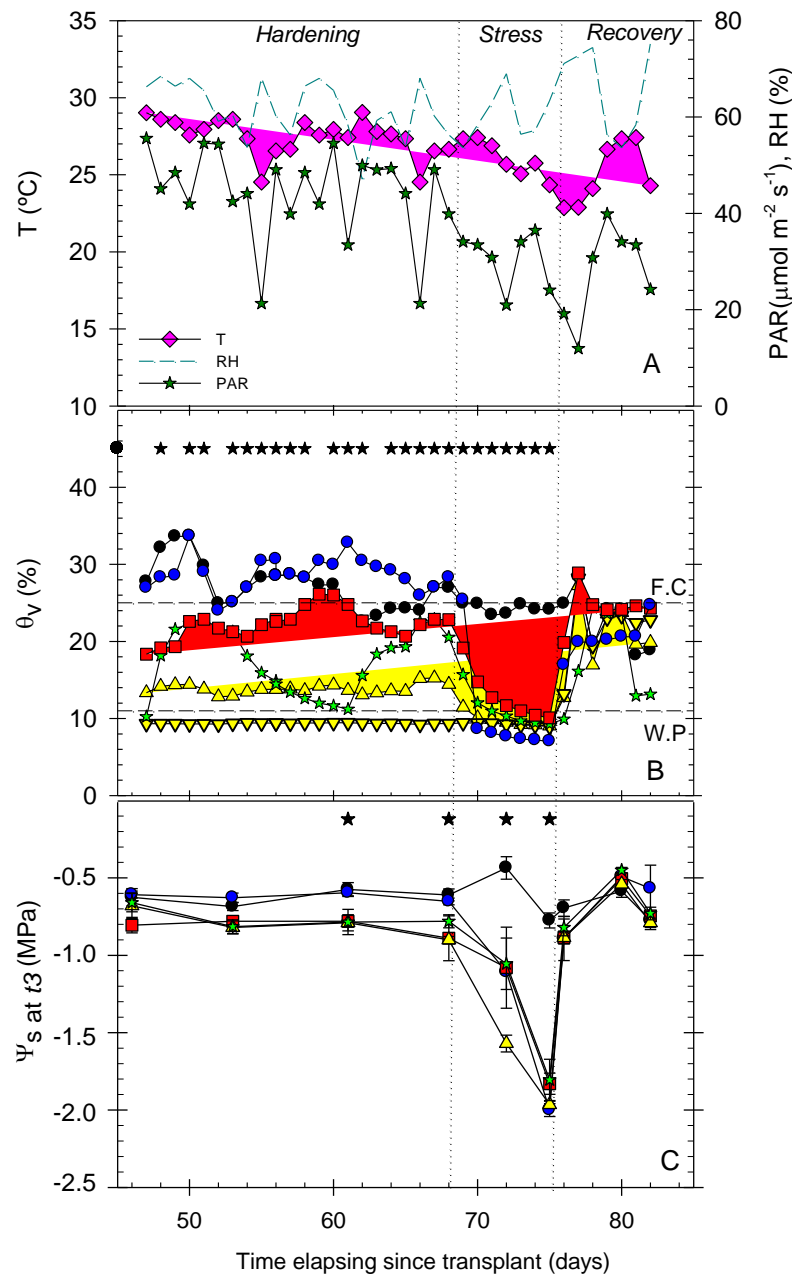 Hardening Stress Recovery
40
35
30
25
20
15
10
T (ºC)
80
60
40
20
0
PAR(μmol m-2 s-1), RH (%)
T
RH
PAR
A
40
30
20
10
0
θV (%)
F.C.
W.P
B
-0.5
-1.0
-1.5
-2.0
-2.5
Ψs at t3 (MPa)
C
50 60 70 80
Time elapsing since transplant (days)